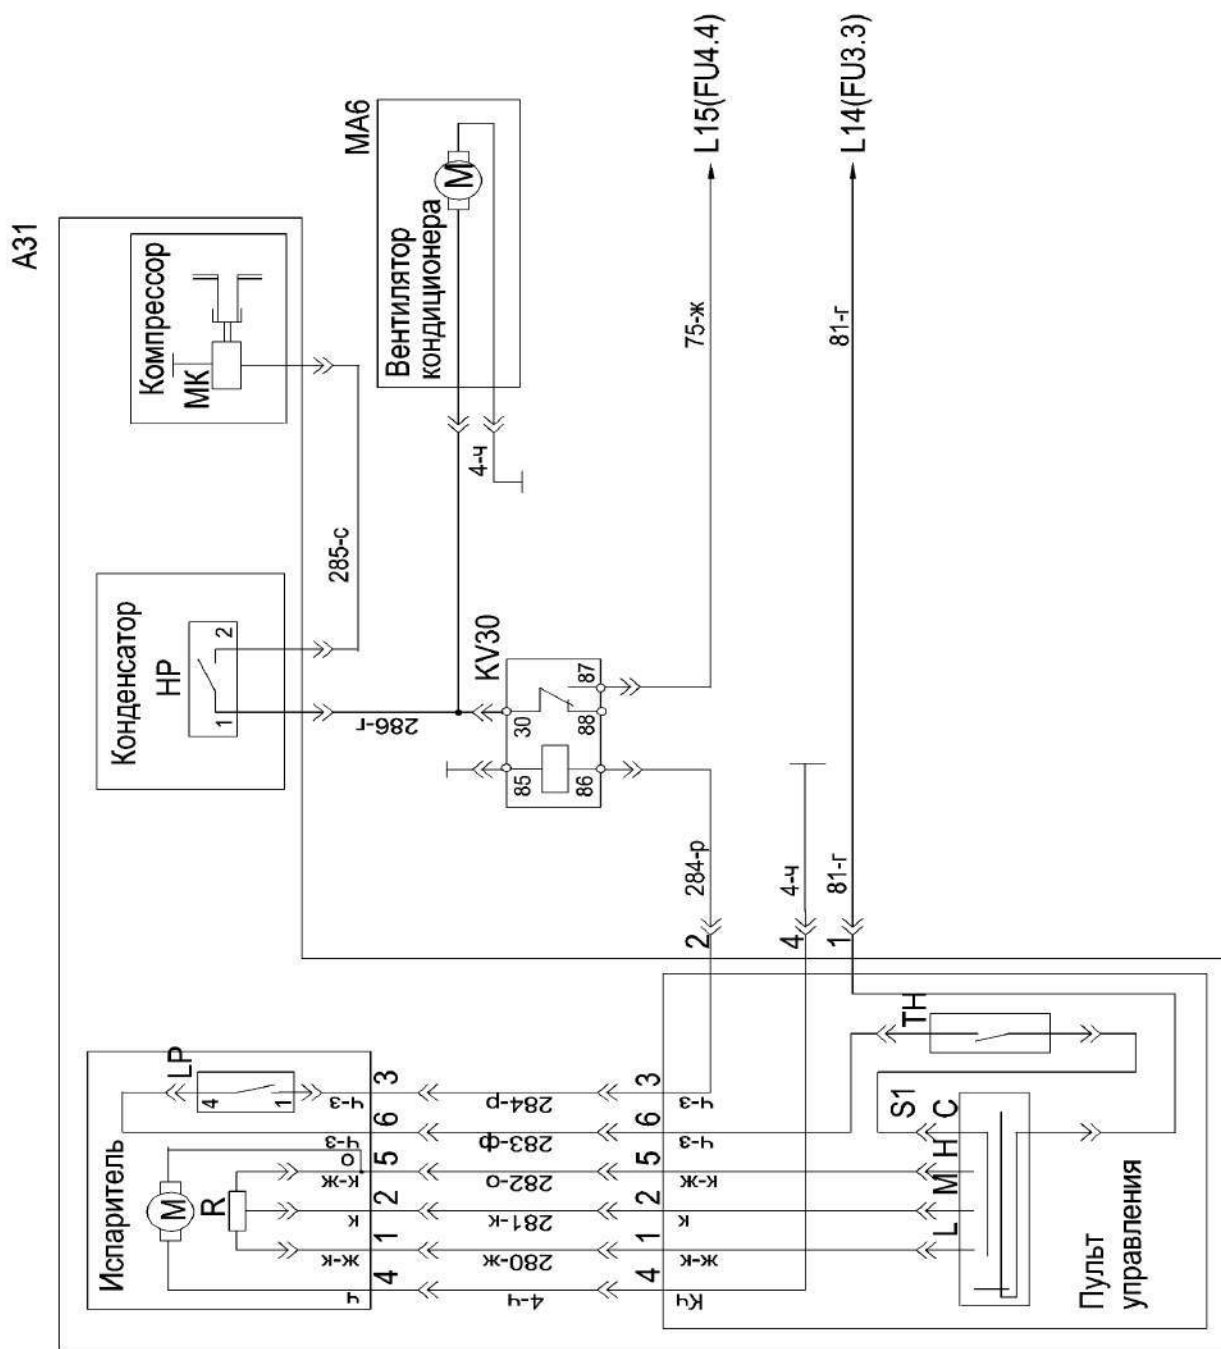 А31
Компрессор
МК
Конденсатор
HP
1
2
285-с
286-г
МА6
M
Вентилятор
кондиционера
4-ч
KV30
30
87
88
85
86
L15(FU4.4)
75-ж
L14(FU3.3)
81-г
284-р
4-ч
81-г
2
4
1
Испаритель
M
R
LP
4
1
ч-з
3
ч-з
6
о
к-ж
5
к
2
ж-к
1
ч
4
284-р
283-ф
282-о
281-к
280-ж
4-ч
3
ч-з
6
ч-з
5
к-ж
2
к
1
ж-к
4
Кч
TH
S1
C
H
M
L
Пульт
управления